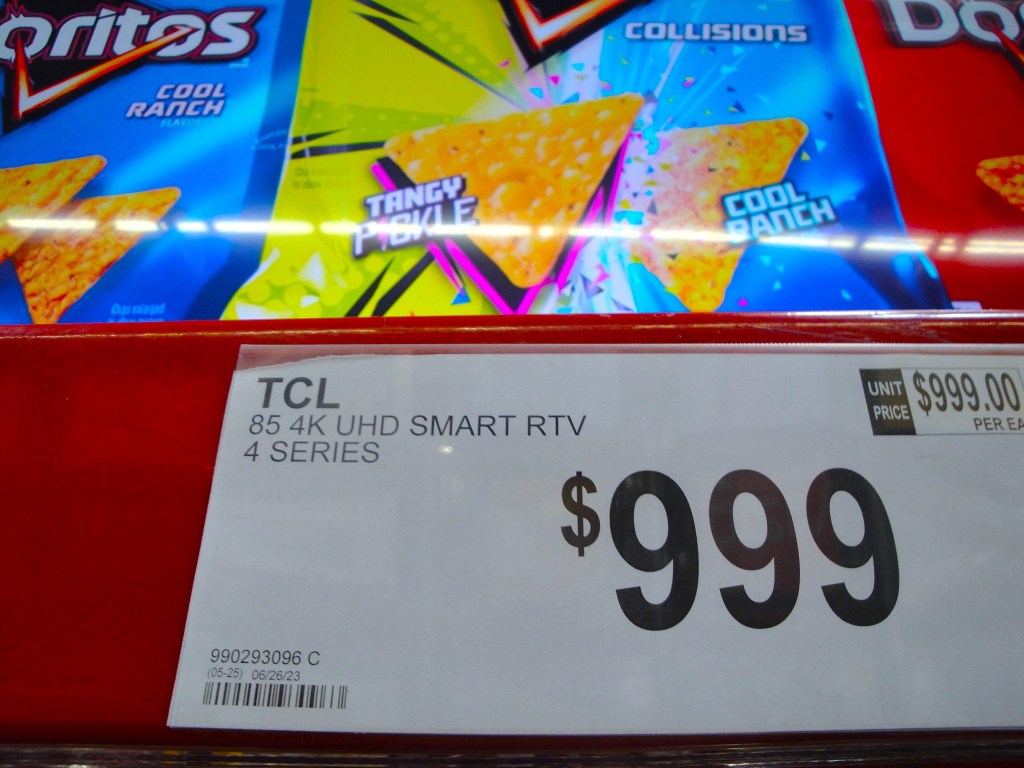 oritos
COOL
RANCH
COLLISIONS
Do
TANGY
PICKLE
COOL
RANCH
TCL
85 4K UHD SMART RTV
4 SERIES
UNIT
PRICE
$999.00
PER EA
$999
990293096 C
(05-25) 06/26/23